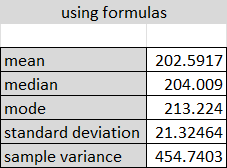 using formulas
mean 202.5917
median 204.009
mode 213.224
standard deviation 21.32464
sample variance 454.7403